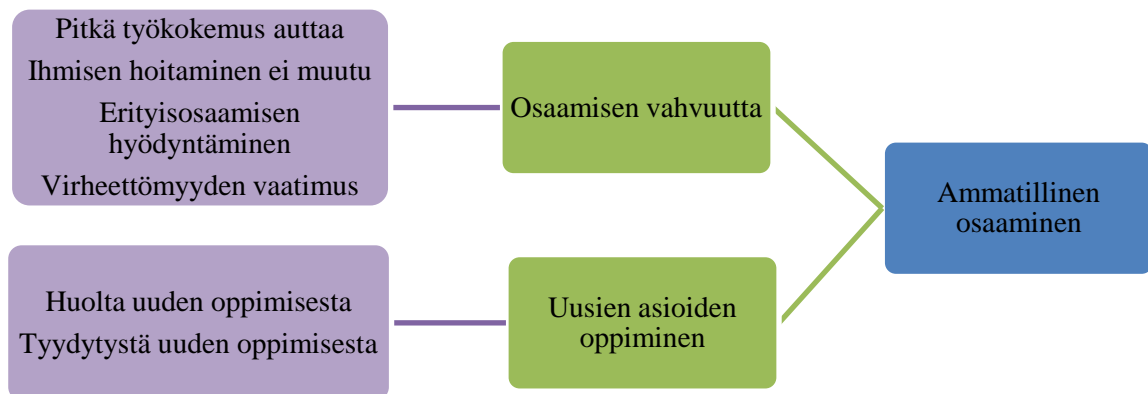 Pitkä työkokemus auttaa
Ihmisen hoitaminen ei muutu
Erityisosaamisen
hyödyntäminen
Virheettömyyden vaatimus
Osaamisen vahvuutta
Ammatillinen
osaaminen
Huolta uuden oppimisesta
Tyydytystä uuden oppimisesta
Uusien asioiden
oppiminen